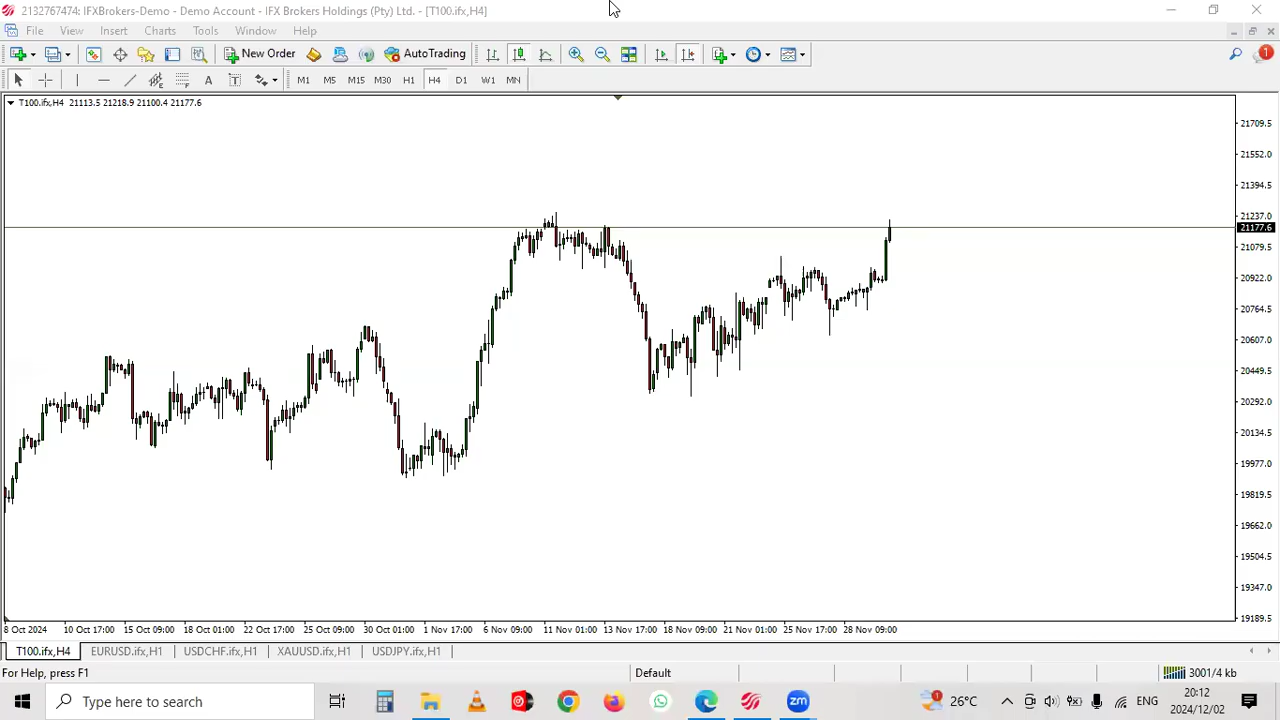 2132767474: IFXBrokers-Demo - Demo Account - IFX Brokers Holdings (Pty) Ltd. - [T100.ifx,H4]
File View Insert Charts Tools Window Help
New Order AutoTrading 1
A T M1 M5 M15 M30 H1 H4 D1 W1 MN
T100.ifx,H4 21113.5 21218.9 21100.4 21177.6
21709.5
21552.0
21394.5
21237.0
21177.6
21079.5
20922.0
20764.5
20607.0
20449.5
20292.0
20134.5
19977.0
19819.5
19662.0
19504.5
19347.0
19189.5
8 Oct 2024 10 Oct 17:00 15 Oct 09:00 18 Oct 01:00 22 Oct 17:00 25 Oct 09:00 30 Oct 01:00 1 Nov 17:00 6 Nov 09:00 11 Nov 01:00 13 Nov 17:00 18 Nov 09:00 21 Nov 01:00 25 Nov 17:00 28 Nov 09:00
T100.ifx,H4 EURUSD.ifx,H1 USDCHF.ifx,H1 XAUUSD.ifx,H1 USDJPY.ifx,H1
For Help, press F1 Default 3001/4 kb
Type here to search zm 1 26°C ENG 20:12
2024/12/02